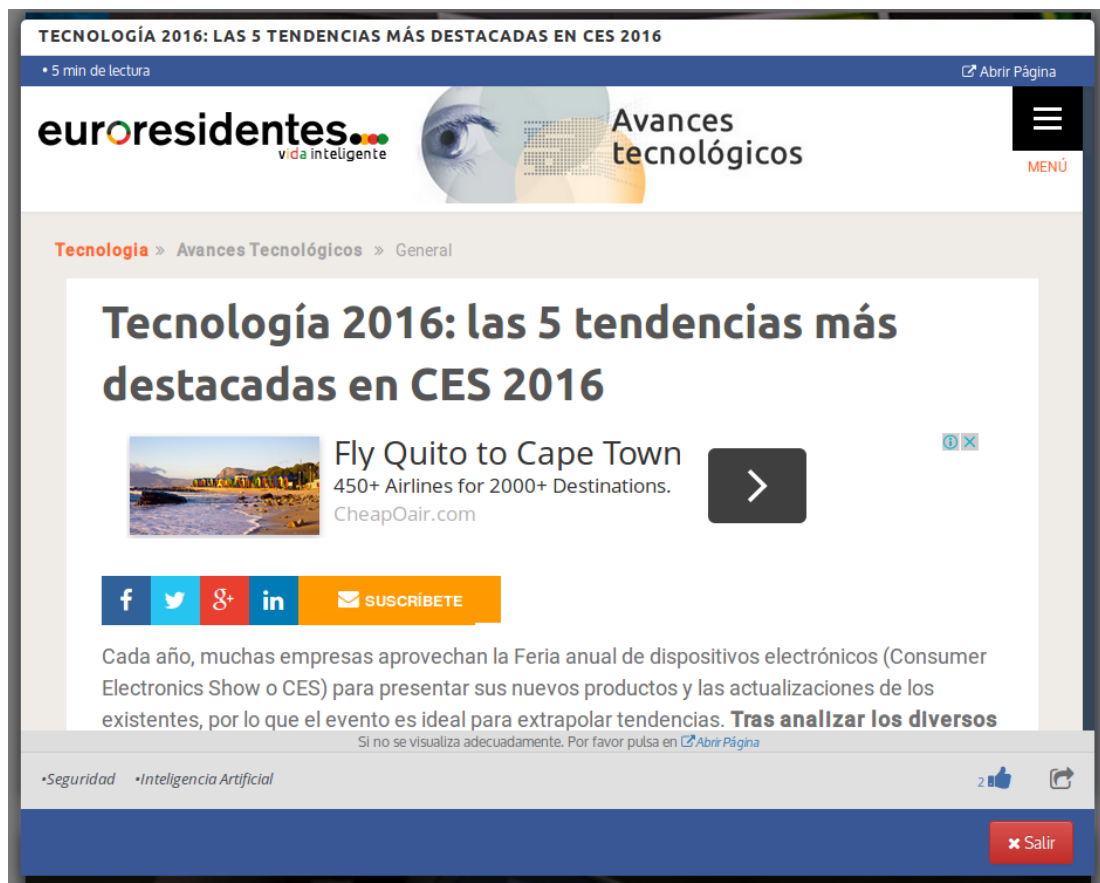 TECNOLOGÍA 2016: LAS 5 TENDENCIAS MÁS DESTACADAS EN CES 2016
• 5 min de lectura
Abrir Página
euroresidentes
vida inteligente
Avances
tecnológicos
MENÚ
Tecnologia » Avances Tecnológicos » General
Tecnología 2016: las 5 tendencias más
destacadas en CES 2016
Fly Quito to Cape Town
450+ Airlines for 2000+ Destinations.
CheapOair.com
SUSCRÍBETE
Cada año, muchas empresas aprovechan la Feria anual de dispositivos electrónicos (Consumer
Electronics Show o CES) para presentar sus nuevos productos y las actualizaciones de los
existentes, por lo que el evento es ideal para extrapolar tendencias. Tras analizar los diversos
Si no se visualiza adecuadamente. Por favor pulsa en Abrir Página
•Seguridad •Inteligencia Artificial
2
Salir